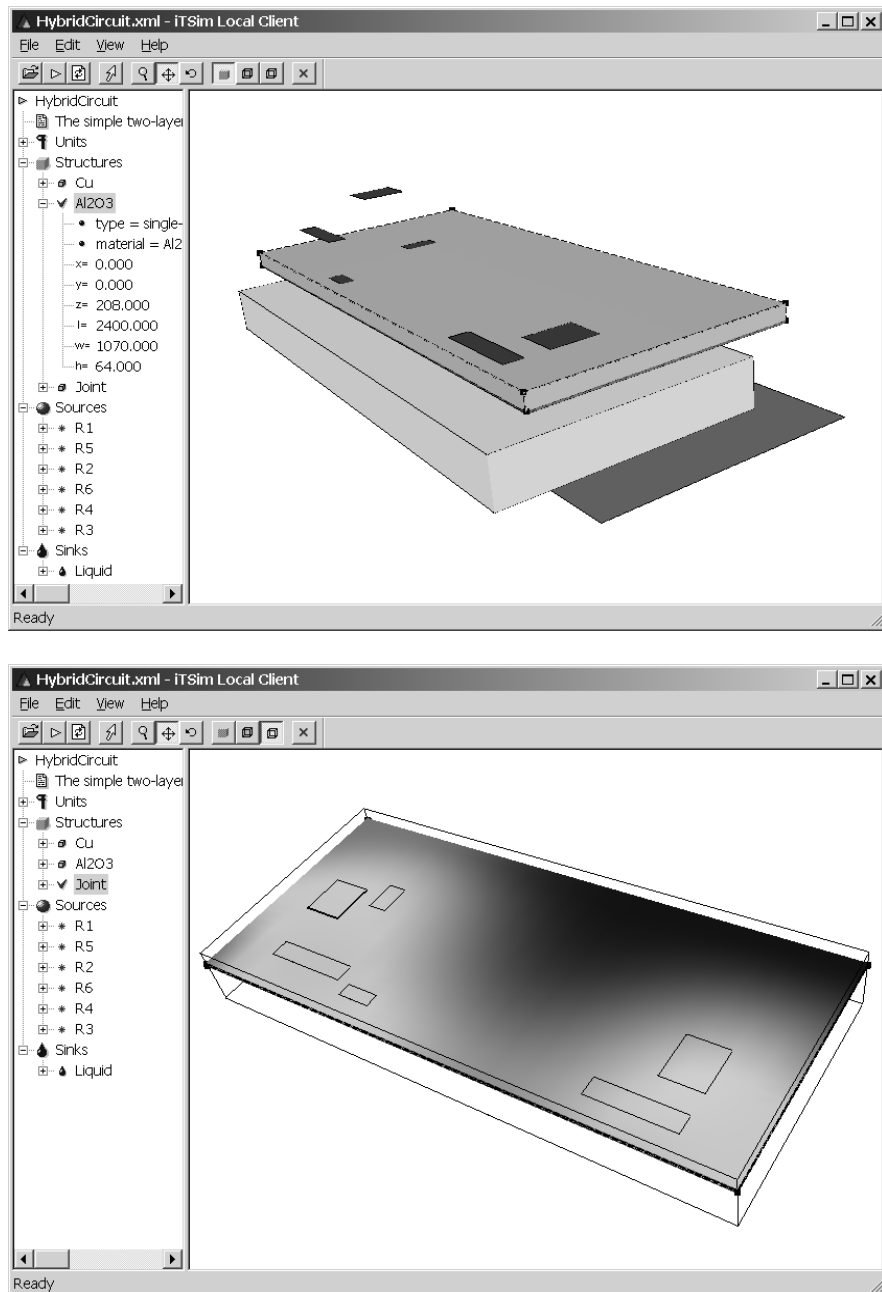 HybridCircuit.xml - iTSim Local Client
File Edit View Help
HybridCircuit
The simple two-layer
Units
Structures
Cu
Al2O3
type = single-
material = Al2
x= 0.000
y= 0.000
z= 208.000
l= 2400.000
w= 1070.000
h= 64.000
Joint
Sources
R1
R5
R2
R6
R4
R3
Sinks
Liquid
Ready
HybridCircuit.xml - iTSim Local Client
File Edit View Help
HybridCircuit
The simple two-layer
Units
Structures
Cu
Al2O3
Joint
Sources
R1
R5
R2
R6
R4
R3
Sinks
Liquid
Ready